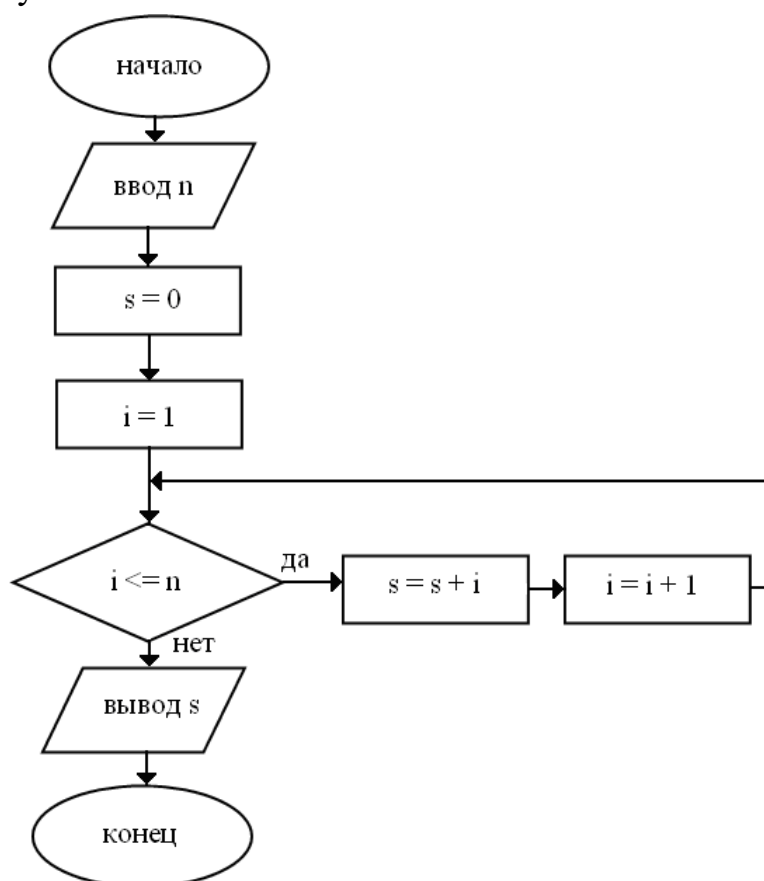 начало
ввод n
s = 0
i = 1
i <= n
да
s = s + i
i = i + 1
нет
вывод s
конец